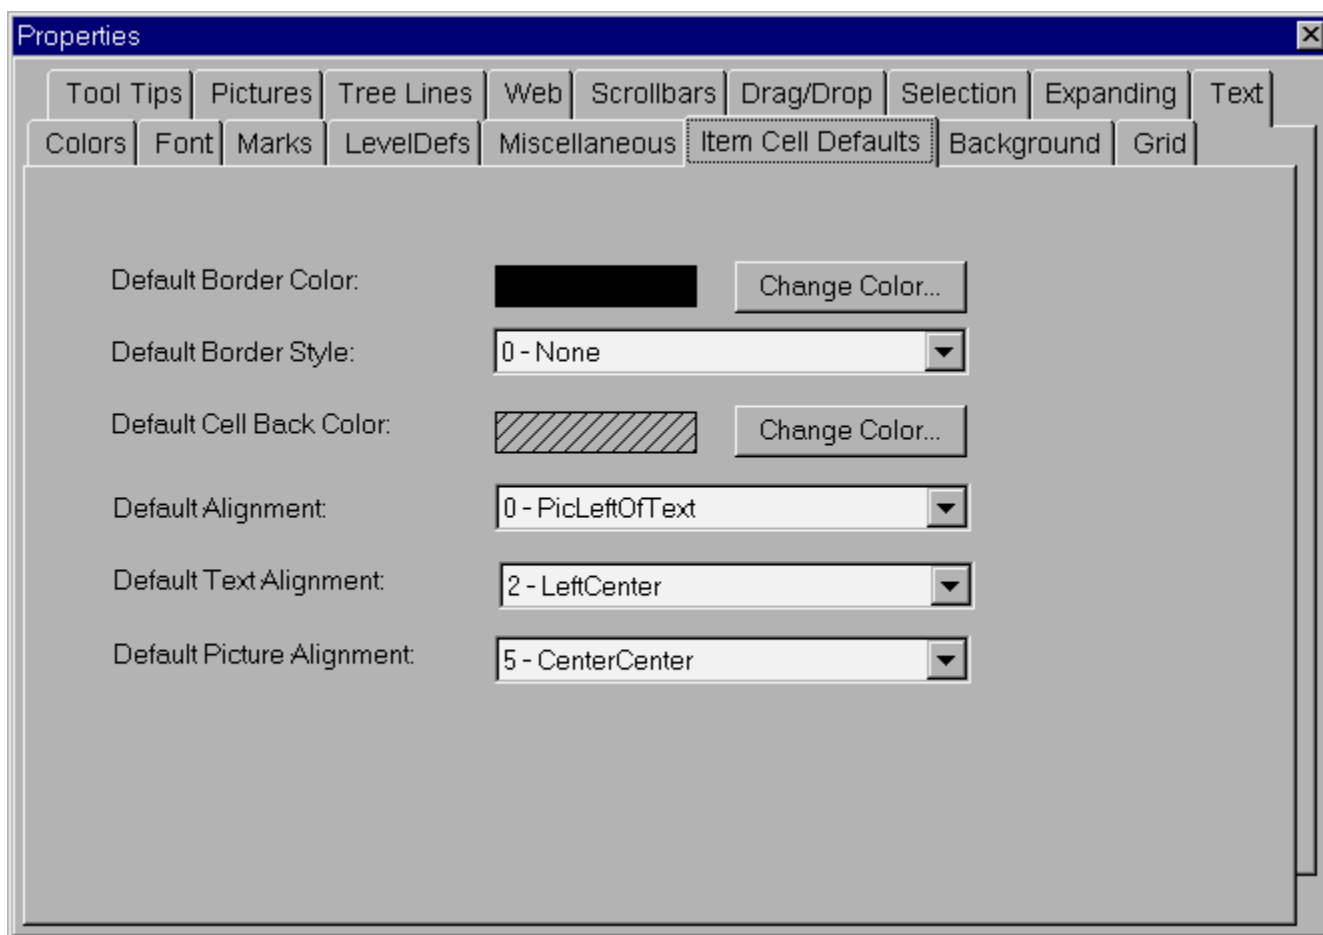 Properties
Tool Tips Pictures Tree Lines Web Scrollbars Drag/Drop Selection Expanding Text
Colors Font Marks LevelDefs Miscellaneous Item Cell Defaults Background Grid
Default Border Color: Change Color...
Default Border Style: 0 - None
Default Cell Back Color: Change Color...
Default Alignment: 0 - PicLeftOfText
Default Text Alignment: 2 - LeftCenter
Default Picture Alignment: 5 - CenterCenter